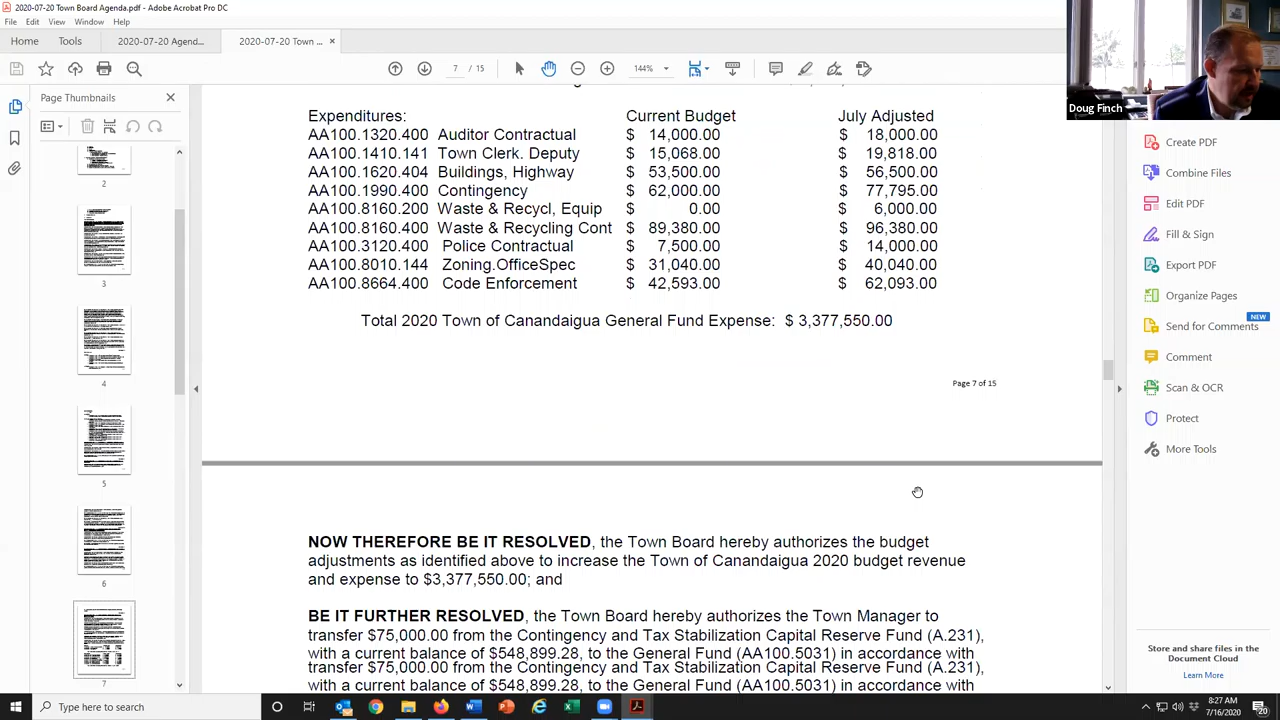 2020-07-20 Town Board Agenda.pdf - Adobe Acrobat Pro DC
File Edit View Window Help
Home Tools 2020-07-20 Agend... 2020-07-20 Town ... ×
7 / 15 144%
Doug Finch
Page Thumbnails
2
3
4
5
6
7
Expenditures:
Current Budget July Adjusted
AA100.1320.400 Auditor Contractual $ 14,000.00 $ 18,000.00
AA100.1410.141 Town Clerk. Deputy $ 15,068.00 $ 19,818.00
AA100.1620.404 Buildings, Highway $ 53,500.00 $ 56,500.00
AA100.1990.400 Contingency $ 62,000.00 $ 77,795.00
AA100.8160.200 Waste & Recycl, Equip $ 0.00 $ 6,000.00
AA100.8160.400 Waste & Recycling Cont $ 89,380.00 $ 96,380.00
AA100.3120.400 Police Contractual $ 7,500.00 $ 14,000.00
AA100.8010.144 Zoning.OfficeSpec $ 31,040.00 $ 40,040.00
AA100.8664.400 Code Enforcement $ 42,593.00 $ 62,093.00
2020 Town of Canandaigua General Fund Expense: $ 3,377,550.00
Page 7 of 15
NOW THEREFORE BE IT RESOLVED, the Town Board hereby authorizes the budget
adjustments as identified above to increase the Town of Canandaigua 2020 budget revenue
and expense to $3,377,550.00; and
BE IT FURTHER RESOLVED, Town Board hereby authorizes the Town Manager to
transfer $75,000.00 from the Contingency and Tax Stabilization Capital Reserve Fund (A.231),
with a current balance of to the General Fund (AA100.5031) in accordance with
transfer $75,000.00 from the Contingency and Tax Stabilization Capital Reserve Fund (A.231),
with a current balance of to the General Fund (AA100.5031) in accordance with
Create PDF
Combine Files
Edit PDF
Fill & Sign
Export PDF
Organize Pages
Send for Comments
NEW
Comment
Scan & OCR
Protect
More Tools
Store and share files in the
Document Cloud
Learn More
Type here to search
8:27 AM
7/16/2020
20